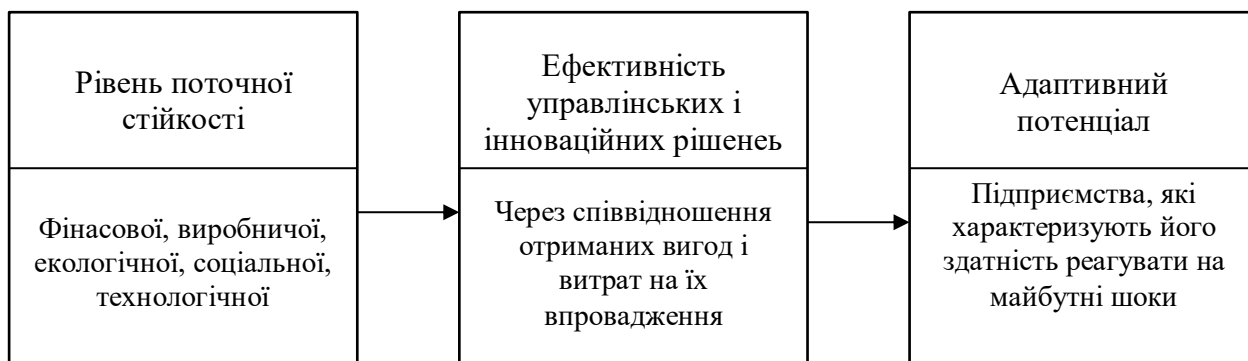 Рівень поточної
стійкості
Фінасової, виробничої,
екологічної, соціальної,
технологічної
Ефективність
управлінських і
інноваційних рішенеь
Через співвідношення
отриманих вигод і
витрат на їх
впровадження
Адаптивний
потенціал
Підприємства, які
характеризують його
здатність реагувати на
майбутні шоки